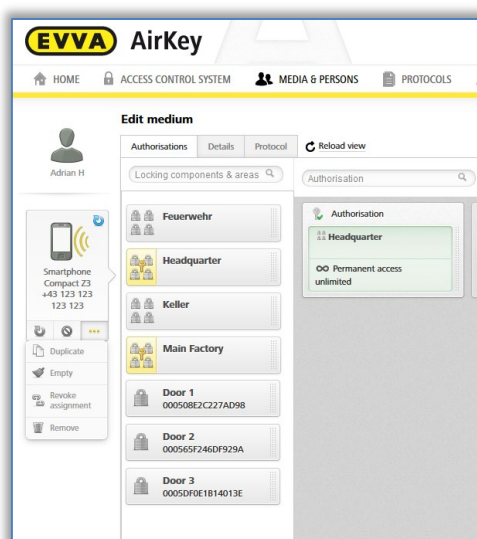 EVVA AirKey
HOME ACCESS CONTROL SYSTEM MEDIA & PERSONS PROTOCOLS
Edit medium
Authorisations Details Protocol Reload view
Adrian H
Locking components & areas
Authorisation
Feuerwehr
Authorisation
Headquarter
Permanent access
unlimited
Smartphone
Compact Z3
+43 123 123
123 123
Duplicate
Empty
Revoke
assignment
Remove
Headquarter
Keller
Main Factory
Door 1
000508E2C227AD98
Door 2
000565F246DF929A
Door 3
0005DF0E1B14013E